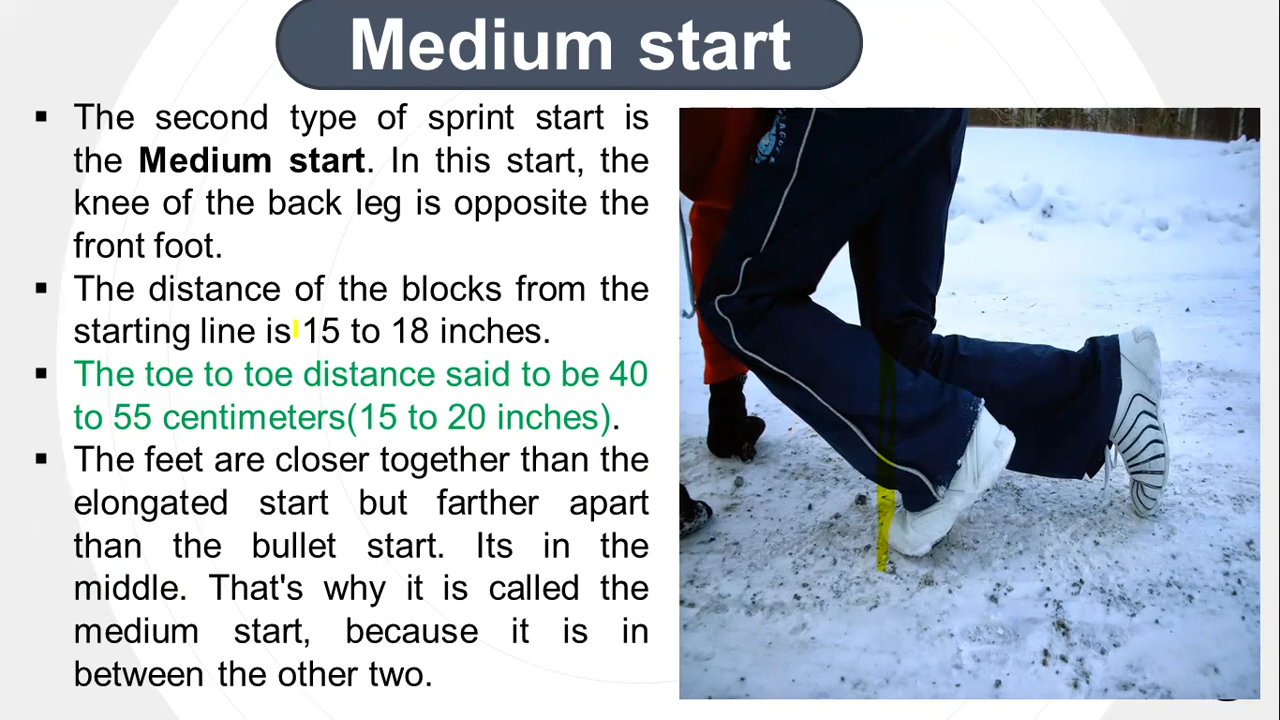 Medium start
▪ The second type of sprint start is
the Medium start. In this start, the
knee of the back leg is opposite the
front foot.
▪ The distance of the blocks from the
starting line is 15 to 18 inches.
▪ The toe to toe distance said to be 40
to 55 centimeters(15 to 20 inches).
▪ The feet are closer together than the
elongated start but farther apart
than the bullet start. Its in the
middle. That's why it is called the
medium start, because it is in
between the other two.